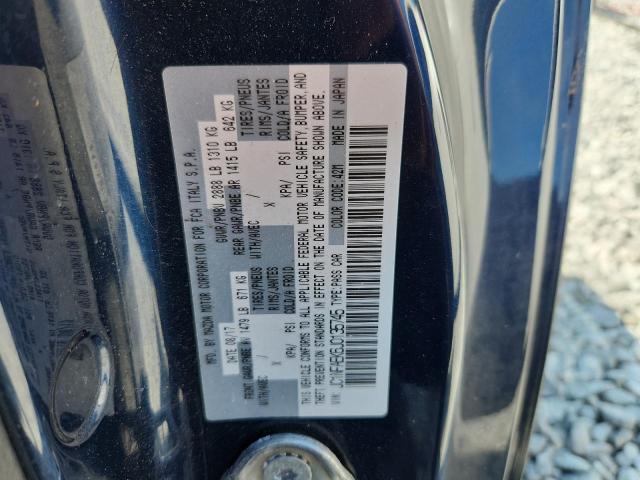 MFD BY: MAZDA MOTOR CORPORATION FOR FCA ITALY S.P.A.
DATE 08/17 GVWR/PNBV 2888 LB 1310 KG
FRONT GAWR/PNBE AV 1479 LB 671 KG REAR GAWR/PNBE AR 1415 LB 642 KG
WITH/AVEC / TIRES/PNEUS WITH/AVEC / TIRES/PNEUS
RIMS/JANTES X RIMS/JANTES
KPA/ PSI COLD/A FROID KPA/ PSI COLD/A FROID
THIS VEHICLE CONFORMS TO ALL APPLICABLE FEDERAL MOTOR VEHICLE SAFETY, BUMPER, AND
THEFT PREVENTION STANDARDS IN EFFECT ON THE DATE OF MANUFACTURE SHOWN ABOVE.
COLOR CODE:42M MADE IN JAPAN
VIN: JC1NFAEK6J0135745 TYPE:PASS CAR